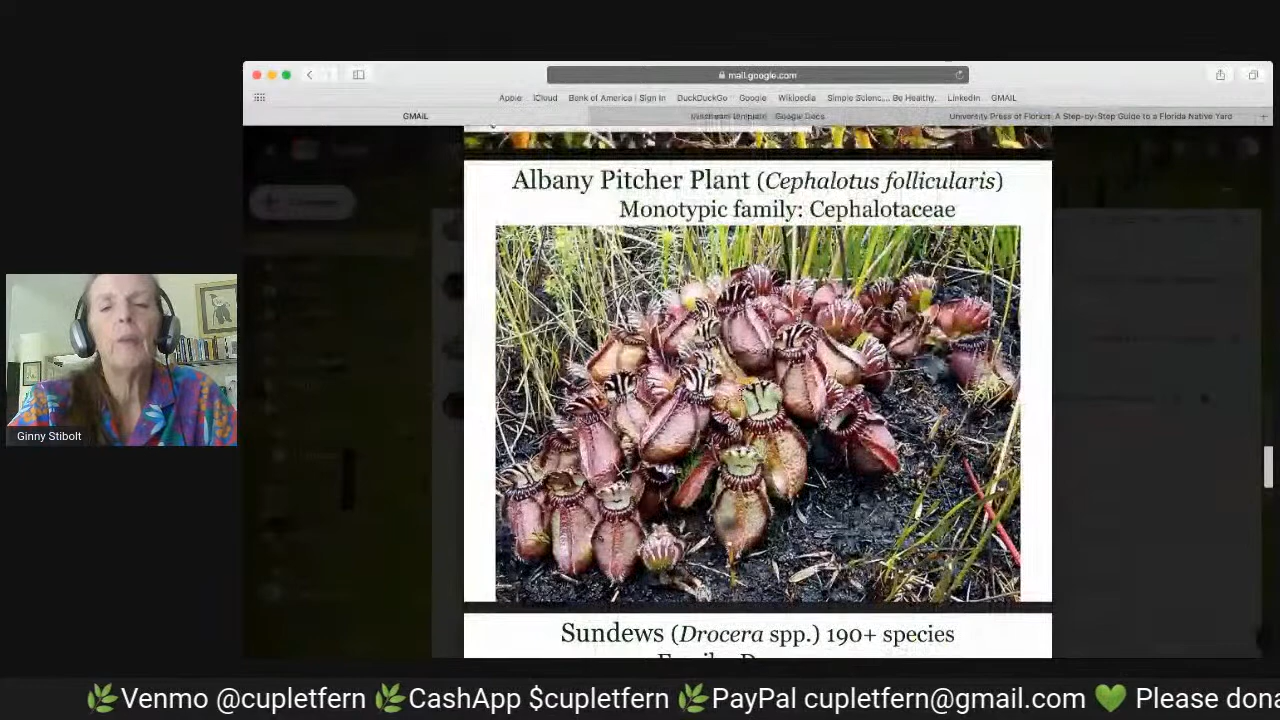 mail.google.com
Apple iCloud Bank of America | Sign In DuckDuckGo Google Wikipedia Simple Scienc... Be Healthy. LinkedIn GMAIL
GMAIL
Google Docs
University Press of Florida: A Step-by-Step Guide to a Florida Native Yard
Albany Pitcher Plant (Cephalotus follicularis)
Monotypic family: Cephalotaceae
Ginny Stibolt
Sundews (Drocera spp.) 190+ species
🌿Venmo @cupletfern 🌿CashApp $cupletfern 🌿PayPal cupletfern@gmail.com 💚 Please dona